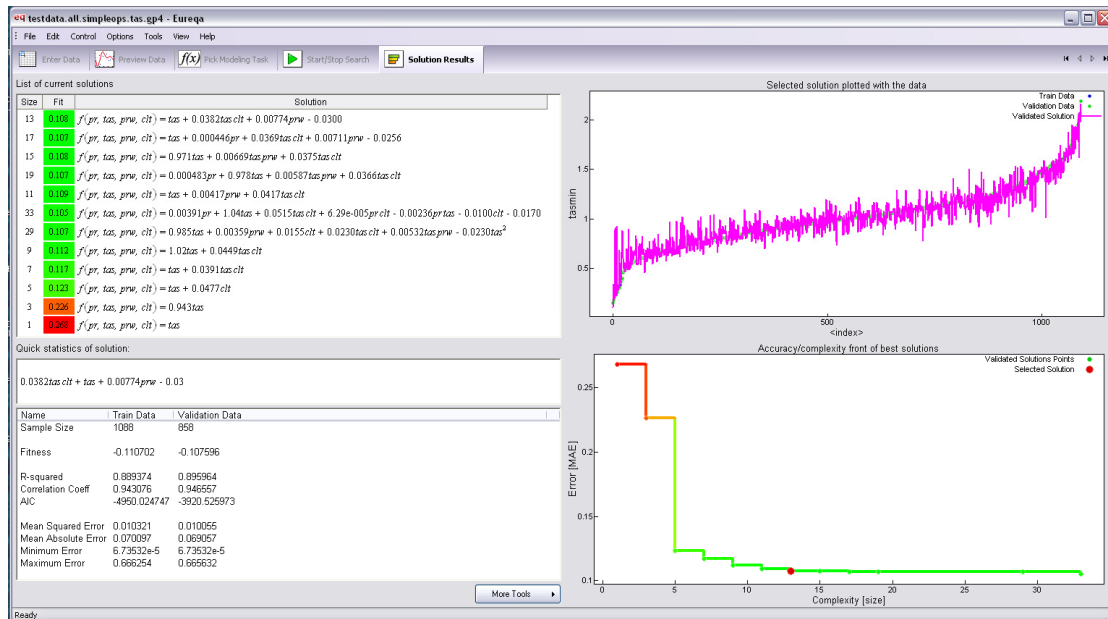 eq testdata.all.simpleops.tas.gp4 - Eureqa
File Edit Control Options Tools View Help
Enter Data Preview Data f(x) Pick Modeling Task Start/Stop Search Solution Results
List of current solutions
Size Fit Solution
13 0.108 f(pr, tas, prw, clt) = tas + 0.0382tas clt + 0.00774prw - 0.0300
17 0.107 f(pr, tas, prw, clt) = tas + 0.000446pr + 0.0369tas clt + 0.00711prw - 0.0256
15 0.108 f(pr, tas, prw, clt) = 0.971tas + 0.00669tas prw + 0.0375tas clt
19 0.107 f(pr, tas, prw, clt) = 0.000483pr + 0.978tas + 0.00587tas prw + 0.0366tas clt
11 0.109 f(pr, tas, prw, clt) = tas + 0.00417prw + 0.0417tas clt
33 0.105 f(pr, tas, prw, clt) = 0.00391pr + 1.04tas + 0.0515tas clt + 6.29e-005pr clt - 0.00236pr tas - 0.0100clt - 0.0170
29 0.107 f(pr, tas, prw, clt) = 0.985tas + 0.00359prw + 0.0155clt + 0.0230tas clt + 0.00532tas prw - 0.0230tas²
9 0.112 f(pr, tas, prw, clt) = 1.02tas + 0.0449tas clt
7 0.117 f(pr, tas, prw, clt) = tas + 0.0391tas clt
5 0.123 f(pr, tas, prw, clt) = tas + 0.0477clt
3 0.226 f(pr, tas, prw, clt) = 0.943tas
1 0.268 f(pr, tas, prw, clt) = tas
Quick statistics of solution:
0.0382tas clt + tas + 0.00774prw - 0.03
Name Train Data Validation Data
Sample Size 1088 858
Fitness -0.110702 -0.107596
R-squared 0.889374 0.895964
Correlation Coeff 0.943076 0.946557
AIC -4950.024747 -3920.525973
Mean Squared Error 0.010321 0.010055
Mean Absolute Error 0.070097 0.069057
Minimum Error 6.73532e-5 6.73532e-5
Maximum Error 0.666254 0.665632
More Tools
Ready
Selected solution plotted with the data
Train Data
Validation Data
Validated Solution
2
1.5
1
0.5
tasmin
0 500 1000
<index>
Accuracy/complexity front of best solutions
Validated Solutions Points
Selected Solution
0.25
0.2
0.15
0.1
Error [MAE]
0 5 10 15 20 25 30
Complexity [size]